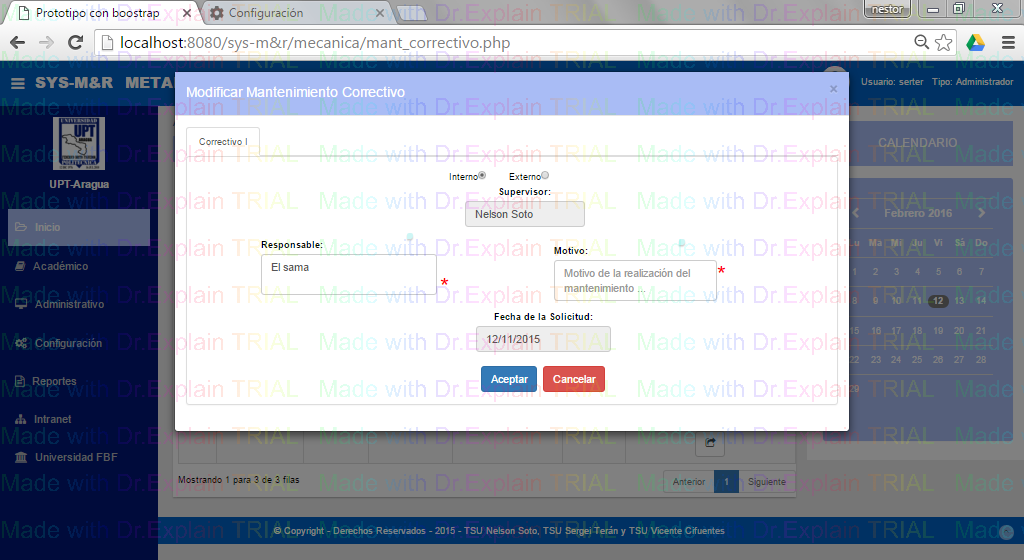 Prototipo con boostrap
Configuración
nestor
localhost:8080/sys-m&r/mecanica/mant_correctivo.php
SYS-M&R META
Usuario: serter Tipo: Administrador
Modificar Mantenimiento Correctivo
×
UNIVERSIDAD
UPT
UPT-Aragua
Inicio
Académico
Administrativo
Configuración
Reportes
Intranet
Universidad FBF
Correctivo I
Interno Externo
Supervisor:
Nelson Soto
Responsable:
El sama
*
Motivo:
Motivo de la realización del
mantenimiento ...
*
Fecha de la Solicitud:
12/11/2015
Aceptar Cancelar
CALENDARIO
Febrero 2016
Lu Ma Mi Ju Vi Sá Do
1 2 3 4 5 6 7
8 9 10 11 12 13 14
15 16 17 18 19 20 21
22 23 24 25 26 27 28
29
Mostrando 1 para 3 de 3 filas
Anterior 1 Siguiente
© Copyright - Derechos Reservados - 2015 - TSU Nelson Soto, TSU Sergei Terán y TSU Vicente Cifuentes
Made with Dr.Explain TRIAL